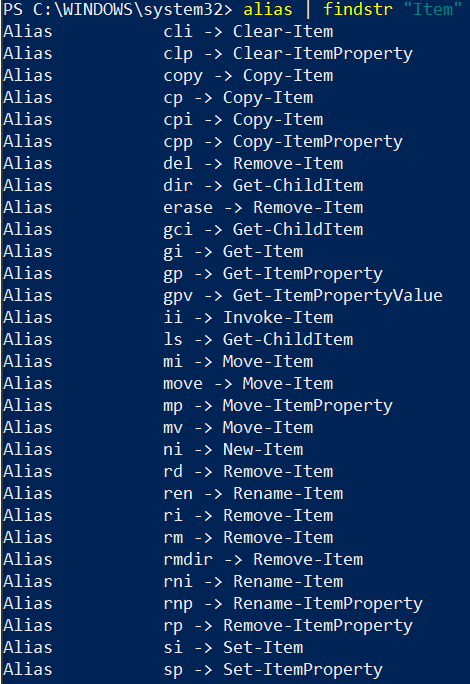 PS C:\WINDOWS\system32> alias | findstr "Item"
Alias           cli -> Clear-Item
Alias           clp -> Clear-ItemProperty
Alias           copy -> Copy-Item
Alias           cp -> Copy-Item
Alias           cpi -> Copy-Item
Alias           cpp -> Copy-ItemProperty
Alias           del -> Remove-Item
Alias           dir -> Get-ChildItem
Alias           erase -> Remove-Item
Alias           gci -> Get-ChildItem
Alias           gi -> Get-Item
Alias           gp -> Get-ItemProperty
Alias           gpv -> Get-ItemPropertyValue
Alias           ii -> Invoke-Item
Alias           ls -> Get-ChildItem
Alias           mi -> Move-Item
Alias           move -> Move-Item
Alias           mp -> Move-ItemProperty
Alias           mv -> Move-Item
Alias           ni -> New-Item
Alias           rd -> Remove-Item
Alias           ren -> Rename-Item
Alias           ri -> Remove-Item
Alias           rm -> Remove-Item
Alias           rmdir -> Remove-Item
Alias           rni -> Rename-Item
Alias           rnp -> Rename-ItemProperty
Alias           rp -> Remove-ItemProperty
Alias           si -> Set-Item
Alias           sp -> Set-ItemProperty